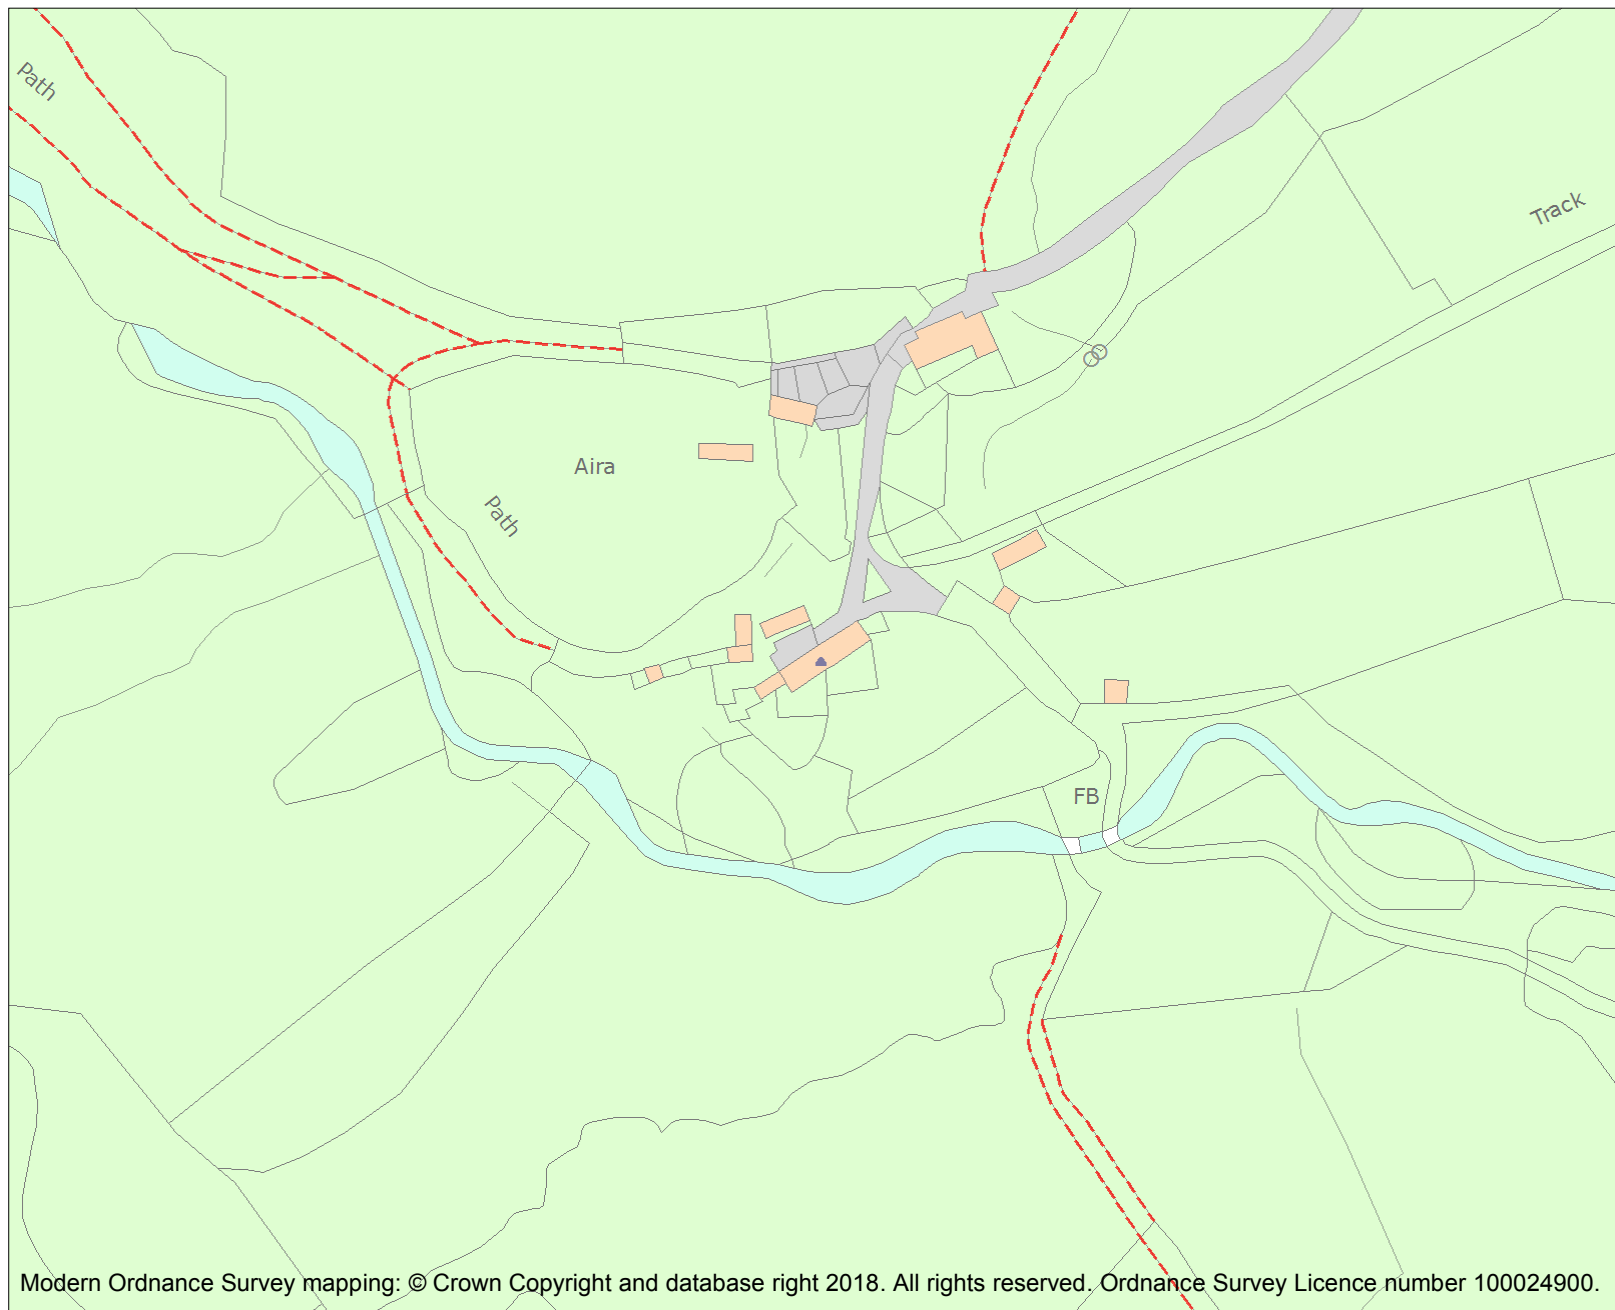 Path
Track
Aira
Path
FB
Modern Ordnance Survey mapping: © Crown Copyright and database right 2018. All rights reserved. Ordnance Survey Licence number 100024900.